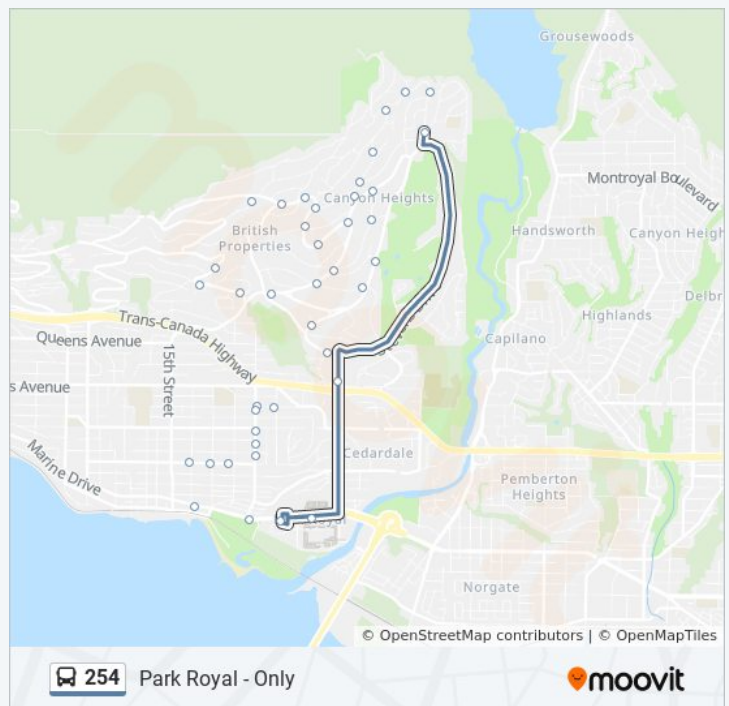 Grousewoods
Montroyal Boulevard
Canyon Heights
Handsworth
Canyon Heigh
British
Properties
Delbr
Highlands
Trans-Canada Highway
Queens Avenue
Capilano
15th Street
s Avenue
Marine Drive
Cedardale
Pemberton
Heights
Norgate
© OpenStreetMap contributors | © OpenMapTiles
254 Park Royal - Only
moovit